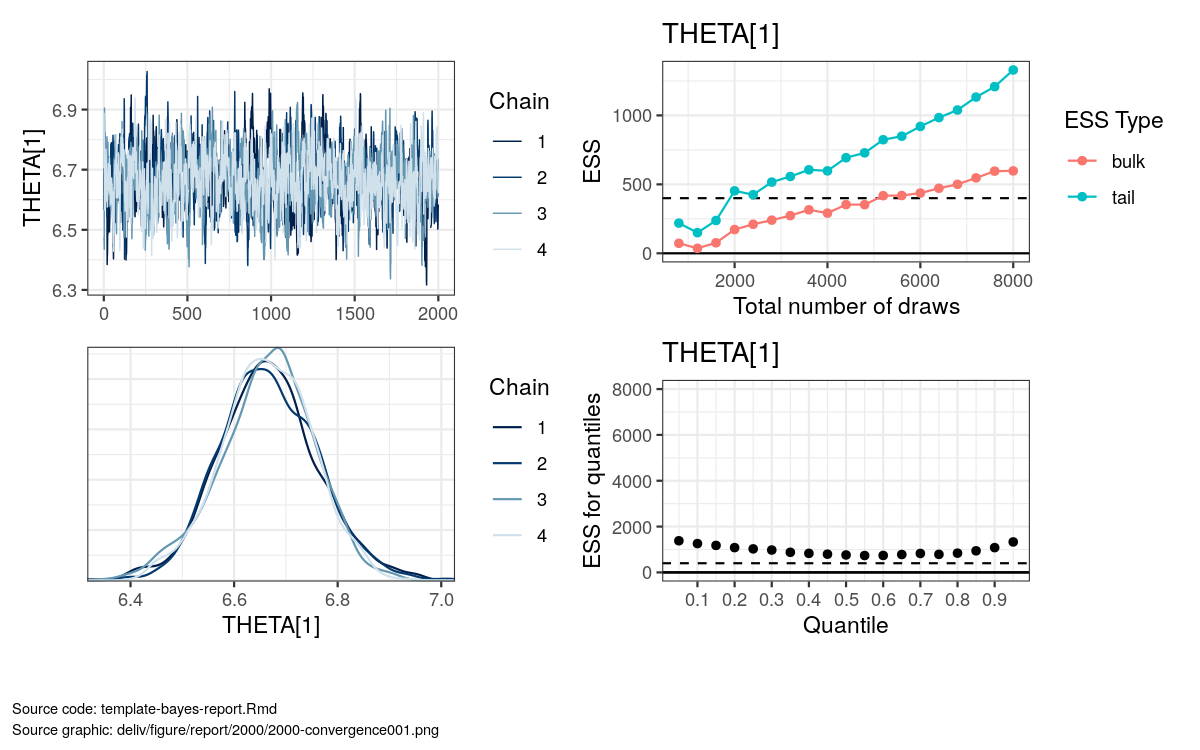 THETA[1]
6.9
6.7
6.5
6.3
0
500
1000
1500
2000
Chain
1
2
3
4
THETA[1]
ESS
1000
500
0
2000
4000
6000
8000
Total number of draws
ESS Type
bulk
tail
6.4
6.6
6.8
7.0
THETA[1]
Chain
1
2
3
4
THETA[1]
ESS for quantiles
8000
6000
4000
2000
0
0.1
0.2
0.3
0.4
0.5
0.6
0.7
0.8
0.9
Quantile
Source code: template-bayes-report.Rmd
Source graphic: deliv/figure/report/2000/2000-convergence001.png